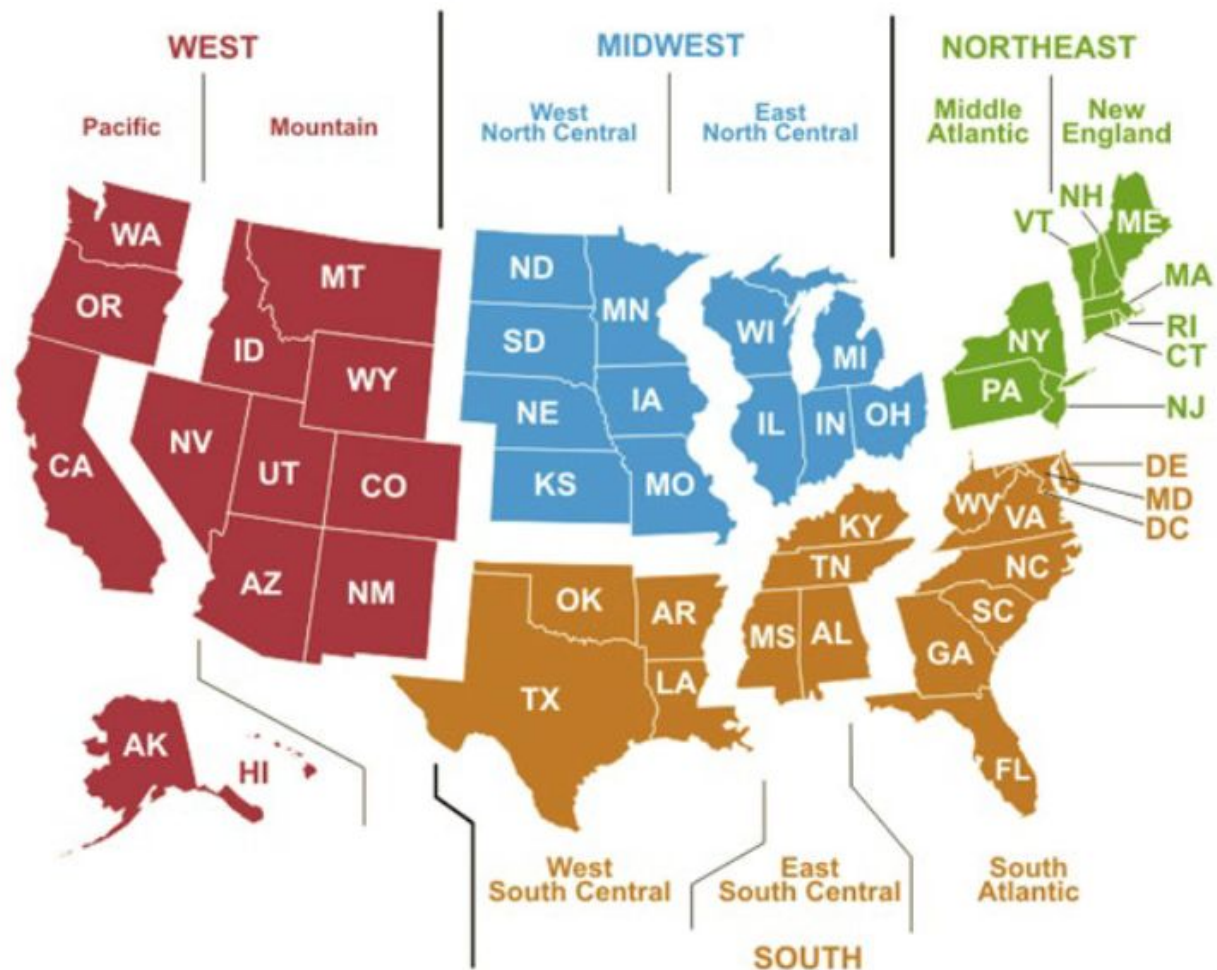 WEST
MIDWEST
NORTHEAST
Pacific
Mountain
West
North Central
East
North Central
Middle
Atlantic
New
England
WA
OR
CA
MT
ID
WY
NV
UT
CO
AZ
NM
AK
HI
ND
SD
NE
KS
MN
IA
MO
WI
MI
IL
IN
OH
NH
VT
ME
MA
RI
CT
NY
PA
NJ
DE
MD
DC
WV
VA
KY
TN
NC
SC
OK
AR
MS
AL
GA
TX
LA
FL
West
South Central
East
South Central
South
Atlantic
SOUTH